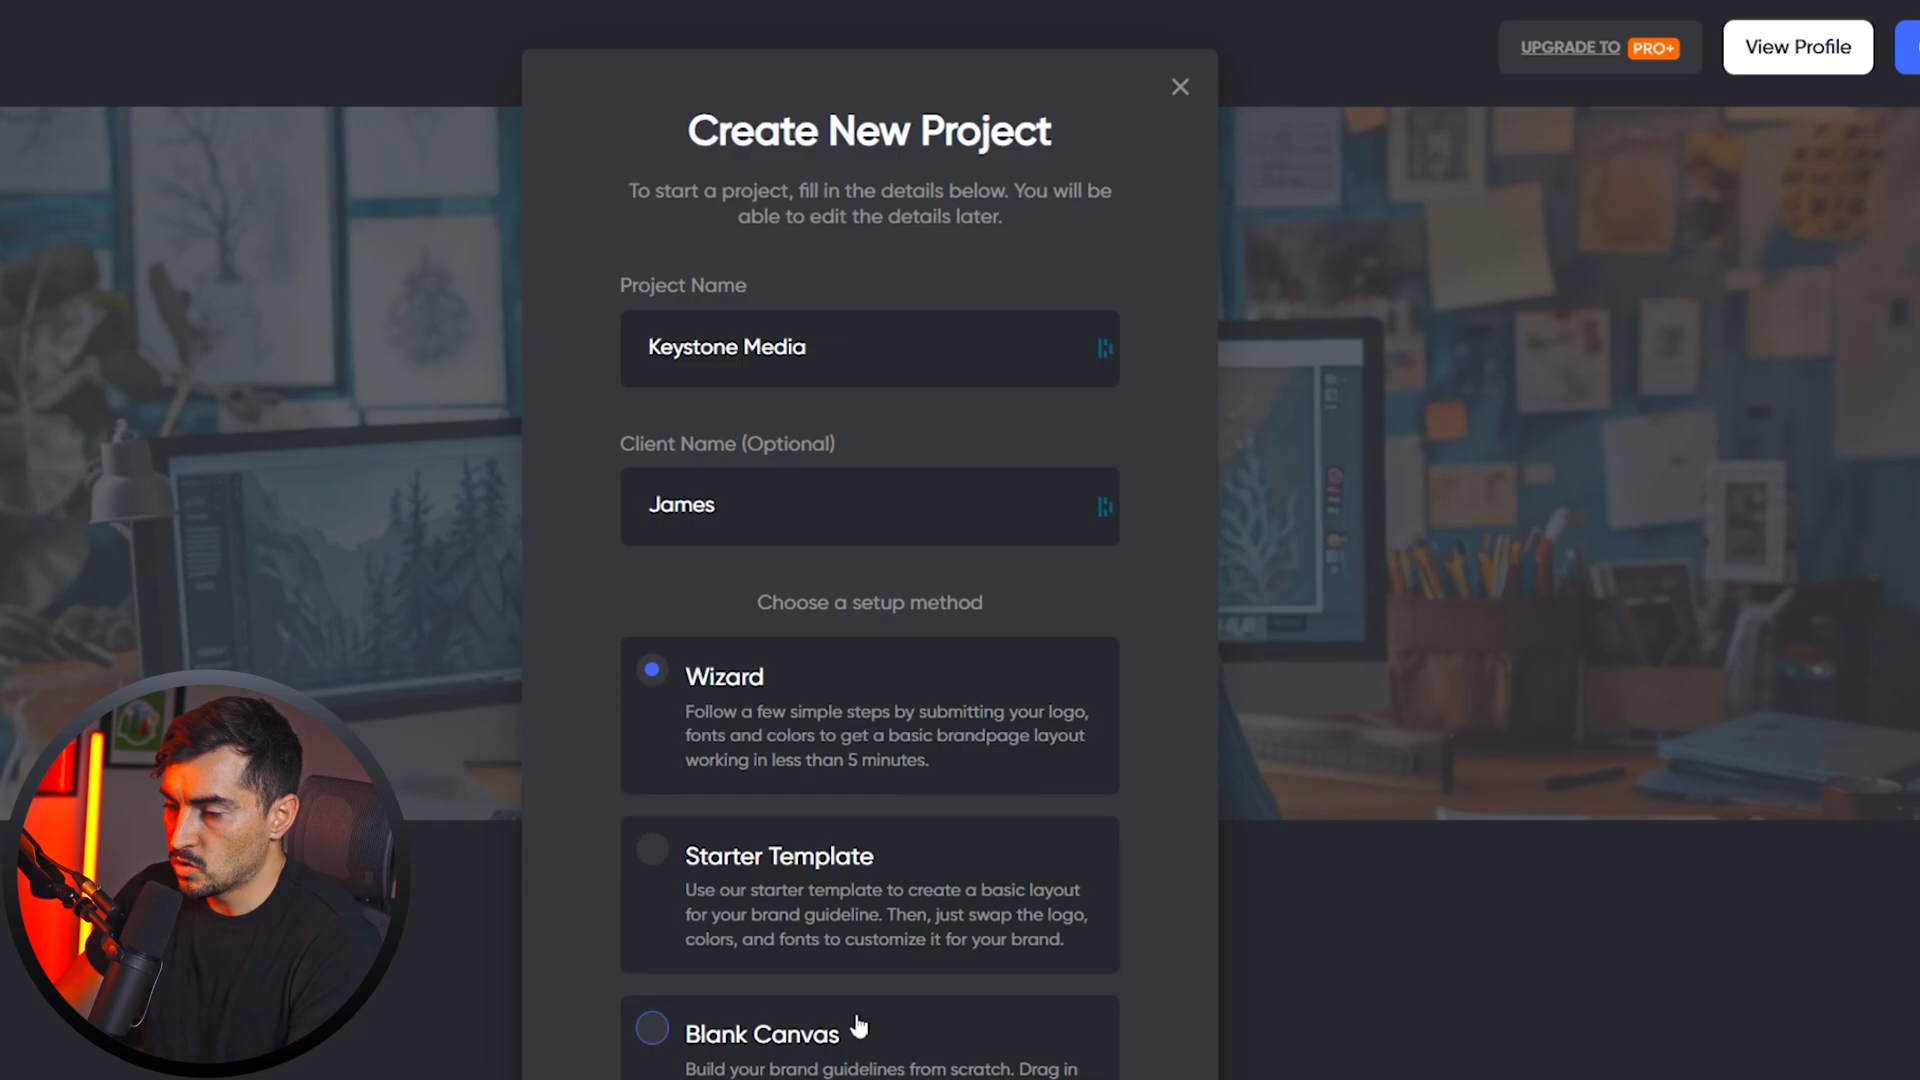 UPGRADE TO PRO+
View Profile
Create New Project
To start a project, fill in the details below. You will be
able to edit the details later.
Project Name
Keystone Media
Client Name (Optional)
James
Choose a setup method
Wizard
Follow a few simple steps by submitting your logo,
fonts and colors to get a basic brandpage layout
working in less than 5 minutes.
Starter Template
Use our starter template to create a basic layout
for your brand guideline. Then, just swap the logo,
colors, and fonts to customize it for your brand.
Blank Canvas
Build your brand guidelines from scratch. Drag in